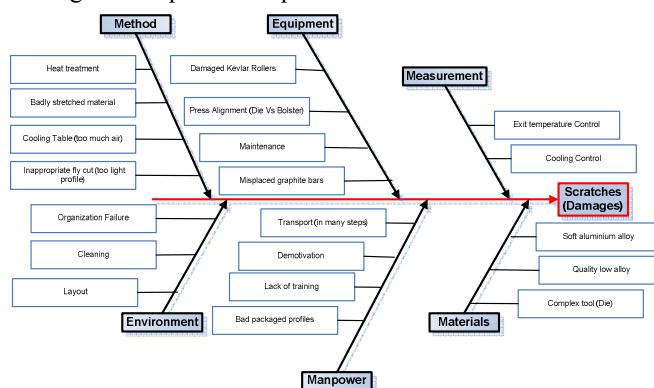 Method
Equipment
Measurement
Heat treatment
Badly stretched material
Cooling Table (too much air)
Inappropriate fly cut (too light
profile)
Damaged Kevlar Rollers
Press Alignment (Die Vs Bolster)
Maintenance
Misplaced graphite bars
Exit temperature Control
Cooling Control
Scratches
(Damages)
Organization Failure
Cleaning
Layout
Transport (in many steps)
Demotivation
Lack of training
Bad packaged profiles
Soft aluminium alloy
Quality low alloy
Complex tool (Die)
Environment
Manpower
Materials